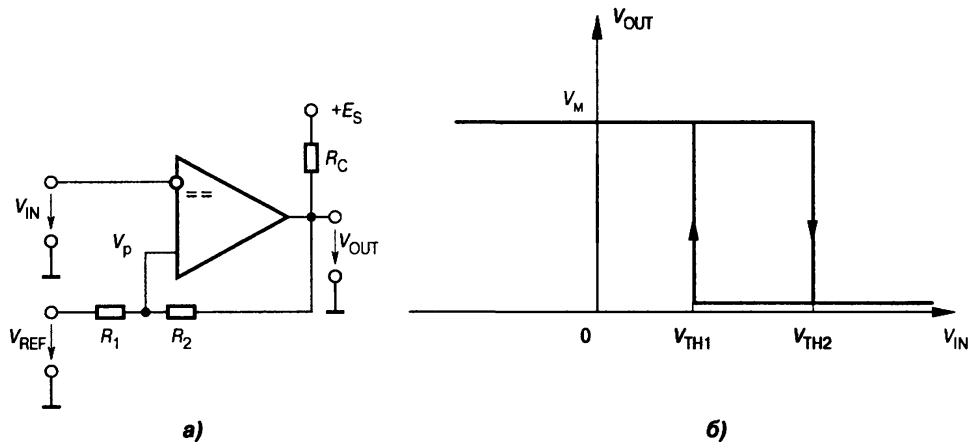 +E_S
R_C
==
V_IN
V_p
V_OUT
V_REF
R_1
R_2
а)
V_OUT
V_M
0
V_TH1
V_TH2
V_IN
б)